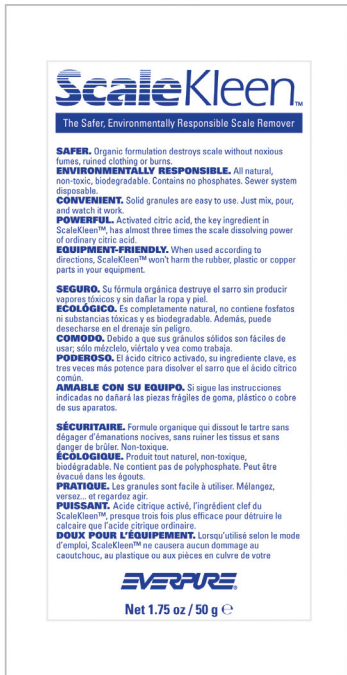 ScaleKleen™
The Safer, Environmentally Responsible Scale Remover
SAFER. Organic formulation destroys scale without noxious
fumes, ruined clothing or burns.
ENVIRONMENTALLY RESPONSIBLE. All natural,
non-toxic, biodegradable. Contains no phosphates. Sewer system
disposable.
CONVENIENT. Solid granules are easy to use. Just mix, pour,
and watch it work.
POWERFUL. Activated citric acid, the key ingredient in
ScaleKleen™, has almost three times the scale dissolving power
of ordinary citric acid.
EQUIPMENT-FRIENDLY. When used according to
directions, ScaleKleen™ won't harm the rubber, plastic or copper
parts in your equipment.
SEGURO. Su fórmula orgánica destruye el sarro sin producir
vapores tóxicos y sin dañar la ropa y piel.
ECOLÓGICO. Es completamente natural, no contiene fosfatos
ni substancias tóxicas y es biodegradable. Además, puede
desecharse en el drenaje sin peligro.
COMODO. Debido a que sus gránulos sólidos son fáciles de
usar; sólo mézclelo, viértalo y vea como trabaja.
PODEROSO. El ácido cítrico activado, su ingrediente clave, es
tres veces más potence para disolver el sarro que el ácido cítrico
común.
AMABLE CON SU EQUIPO. Si sigue las instrucciones
indicadas no dañará las piezas frágiles de goma, plástico o cobre
de sus aparatos.
SÉCURITAIRE. Formule organique qui dissout le tartre sans
dégager d'émanations nocives, sans ruiner les tissus et sans
danger de brûler. Non-toxique.
ÉCOLOGIQUE. Produit tout naturel, non-toxique,
biodégradable. Ne contient pas de polyphosphate. Peut être
évacué dans les égouts.
PRATIQUE. Les granules sont facile à utiliser. Mélangez,
versez... et regardez agir.
PUISSANT. Acide citrique activé, l'ingrédient clef du
ScaleKleen™, presque trois fois plus efficace pour détruire le
calcaire que l'acide citrique ordinaire.
DOUX POUR L'ÉQUIPEMENT. Lorsqu'utilisé selon le mode
d'emploi, ScaleKleen™ ne causera aucun dommage au
caoutchouc, au plastique ou aux pièces en cuivre de votre
EVERPURE®
Net 1.75 oz / 50 g ℮